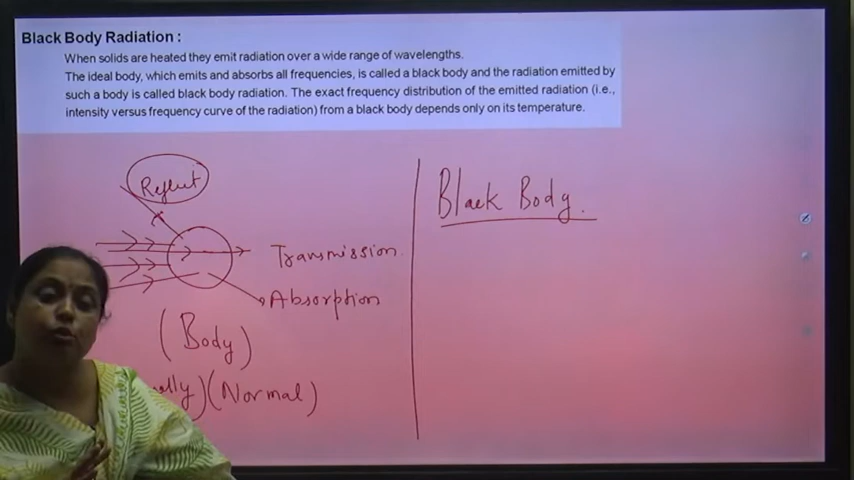 Black Body Radiation :
When solids are heated they emit radiation over a wide range of wavelengths.
The ideal body, which emits and absorbs all frequencies, is called a black body and the radiation emitted by
such a body is called black body radiation. The exact frequency distribution of the emitted radiation (i.e.,
intensity versus frequency curve of the radiation) from a black body depends only on its temperature.
Reflect
Transmission
Absorption
(Body)
(Normal)
Black Body.